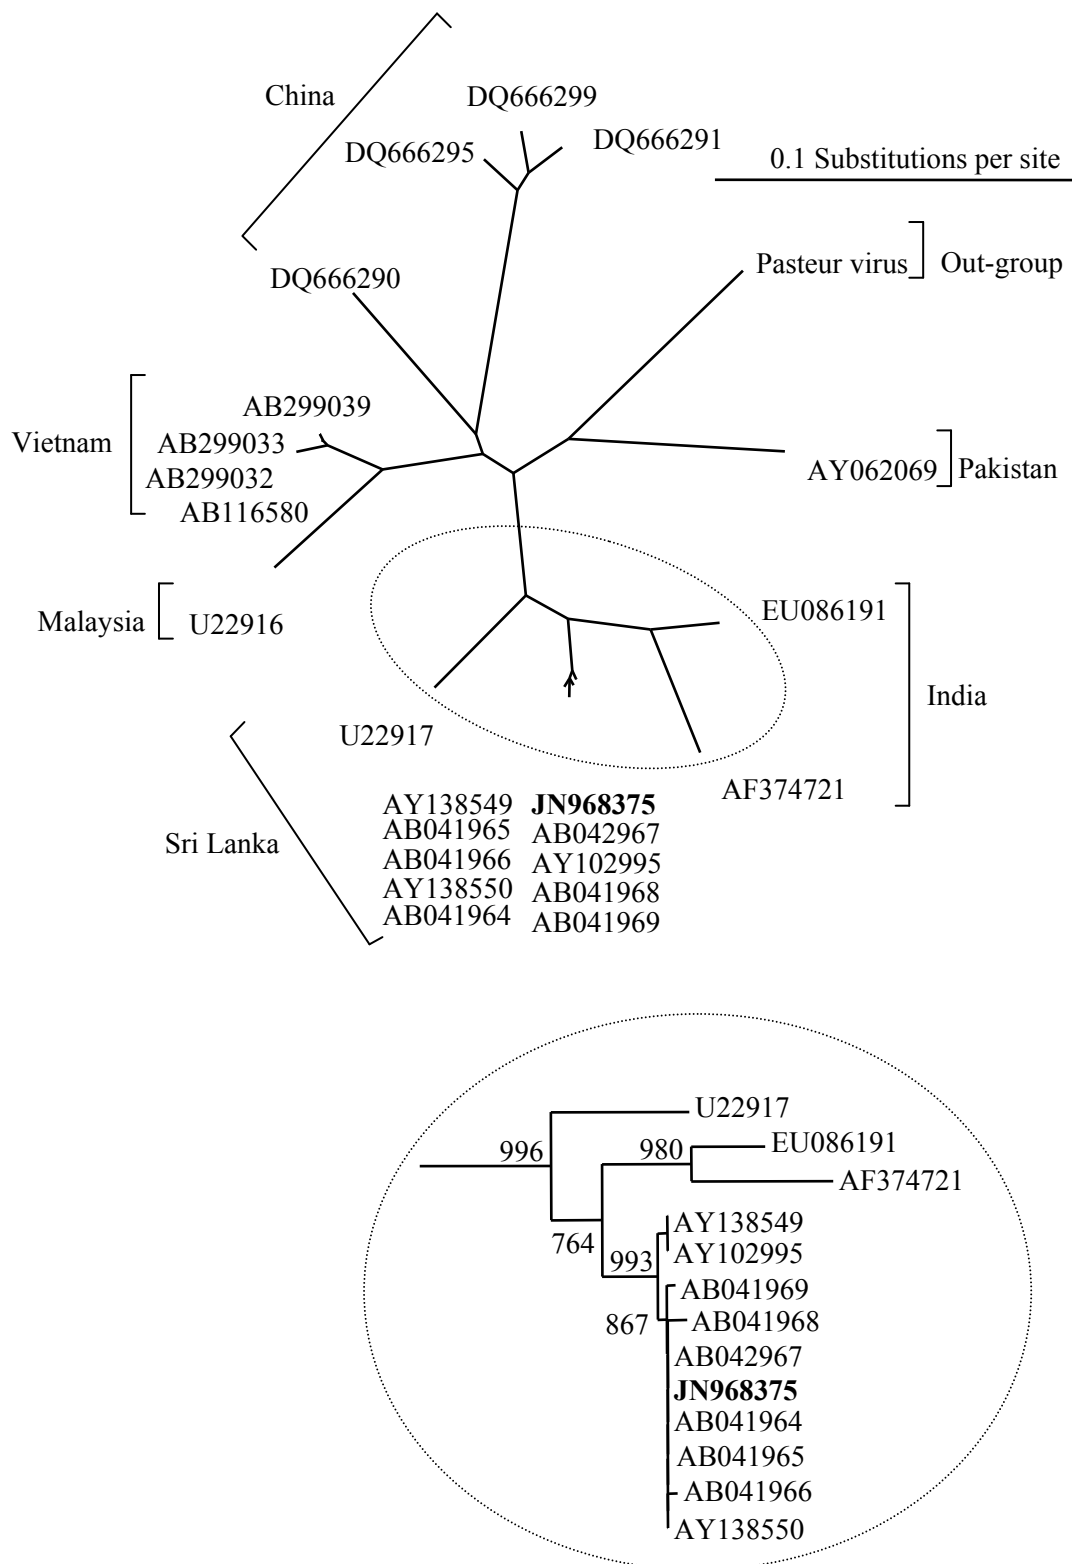 China
DQ666299
DQ666295
DQ666291
0.1 Substitutions per site
DQ666290
Pasteur virus
Out-group
AB299039
Vietnam
AB299033
AB299032
AB116580
AY062069
Pakistan
Malaysia
U22916
EU086191
India
U22917
AF374721
Sri Lanka
AY138549 JN968375
AB041965 AB042967
AB041966 AY102995
AY138550 AB041968
AB041964 AB041969
U22917
996
980
EU086191
AF374721
764
AY138549
993
AY102995
AB041969
867
AB041968
AB042967
JN968375
AB041964
AB041965
AB041966
AY138550